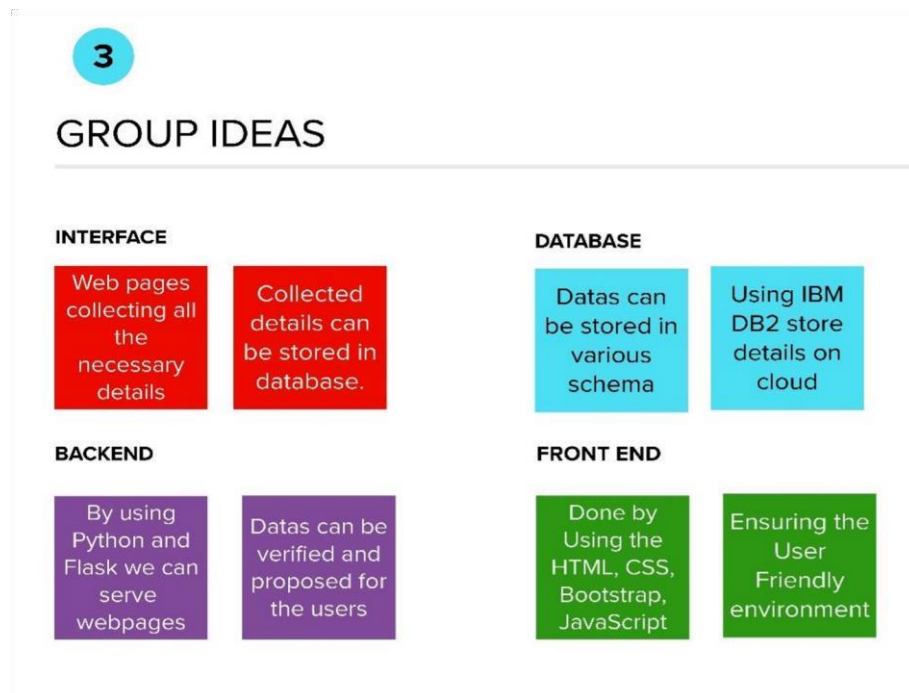 3
GROUP IDEAS
INTERFACE
Web pages
collecting all
the
necessary
details
Collected
details can
be stored in
database.
DATABASE
Datas can
be stored in
various
schema
Using IBM
DB2 store
details on
cloud
BACKEND
By using
Python and
Flask we can
serve
webpages
Datas can be
verified and
proposed for
the users
FRONT END
Done by
Using the
HTML, CSS,
Bootstrap,
JavaScript
Ensuring the
User
Friendly
environment